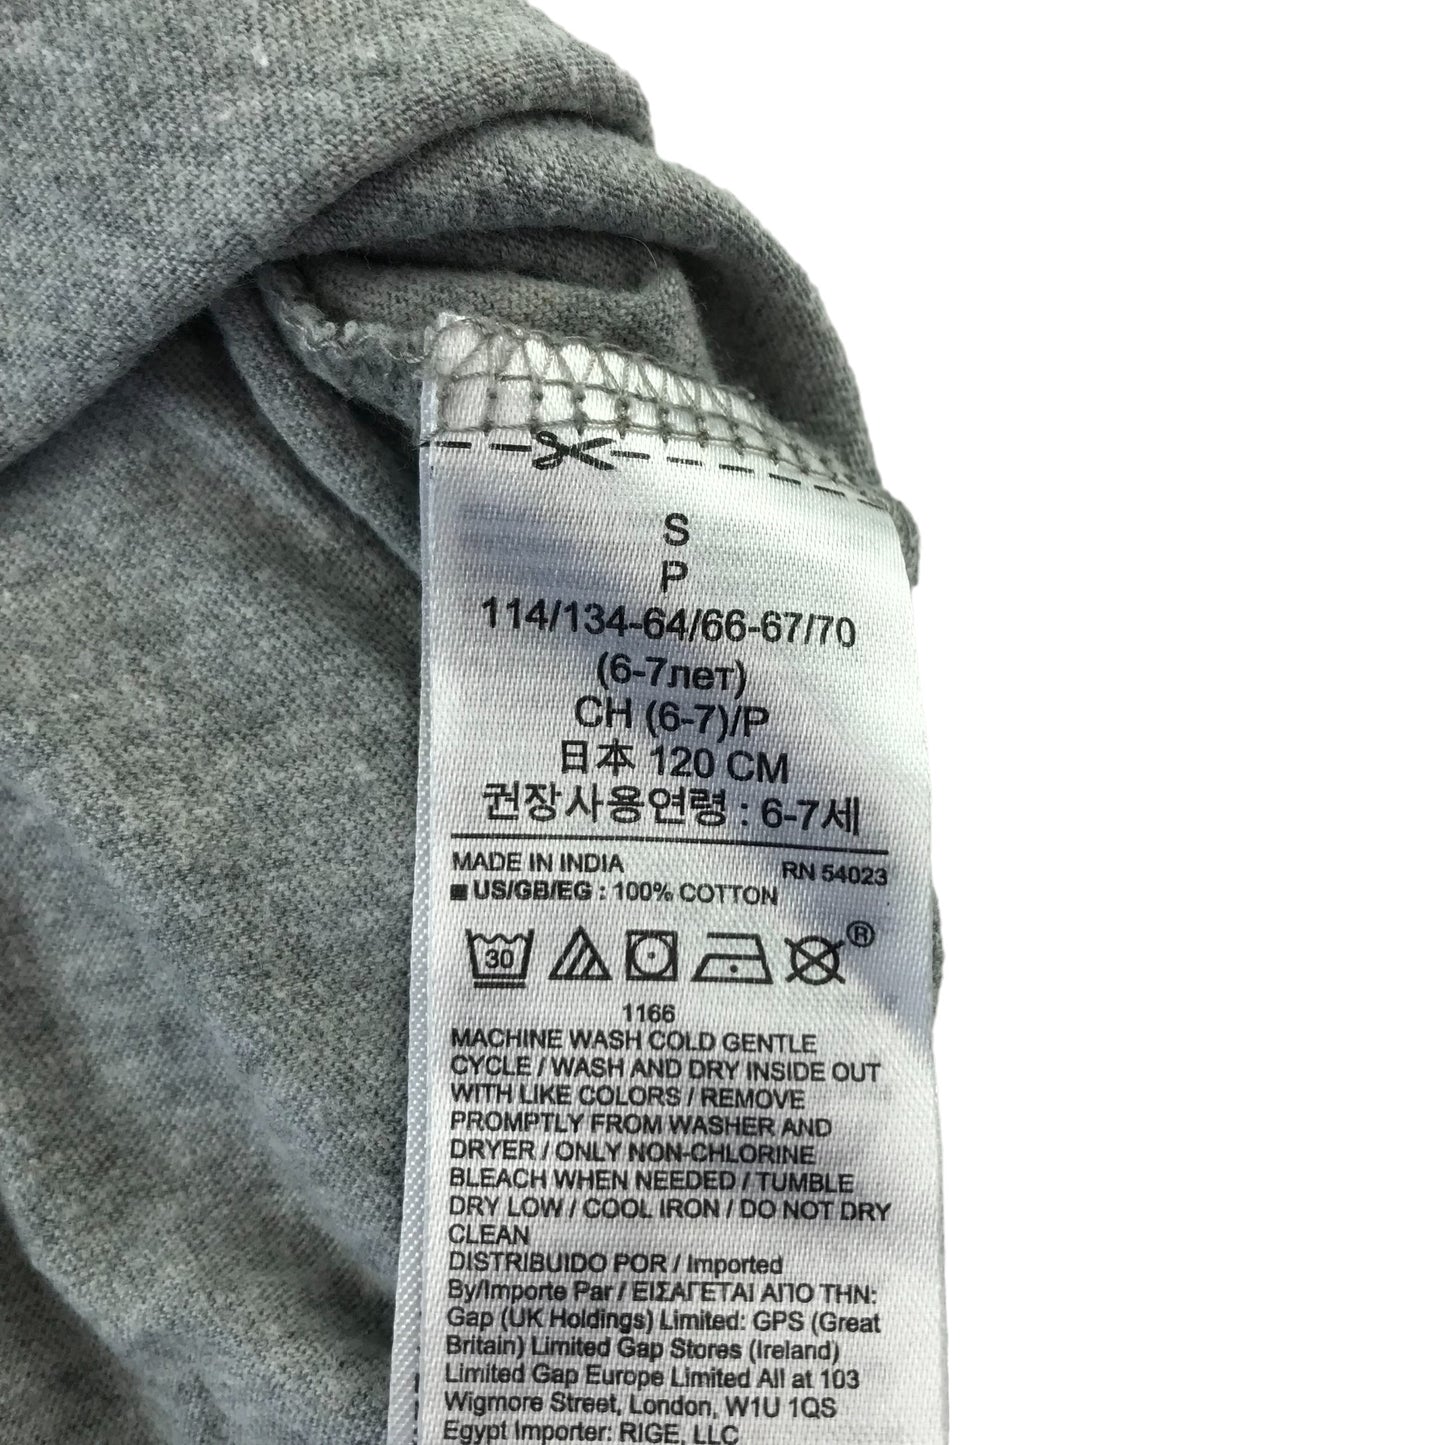 S
P
114/134-64/66-67/70
(6-7лет)
CH (6-7)/P
日本 120 CM
권장사용연령 : 6-7세
MADE IN INDIA RN 54023
US/GB/EG : 100% COTTON
30 ®
1166
MACHINE WASH COLD GENTLE
CYCLE / WASH AND DRY INSIDE OUT
WITH LIKE COLORS / REMOVE
PROMPTLY FROM WASHER AND
DRYER / ONLY NON-CHLORINE
BLEACH WHEN NEEDED / TUMBLE
DRY LOW / COOL IRON / DO NOT DRY
CLEAN
DISTRIBUIDO POR / Imported
By/Importe Par / ΕΙΣΑΓΕΤΑΙ ΑΠΟ ΤΗΝ:
Gap (UK Holdings) Limited: GPS (Great
Britain) Limited Gap Stores (Ireland)
Limited Gap Europe Limited All at 103
Wigmore Street, London, W1U 1QS
Egypt Importer: RIGE, LLC